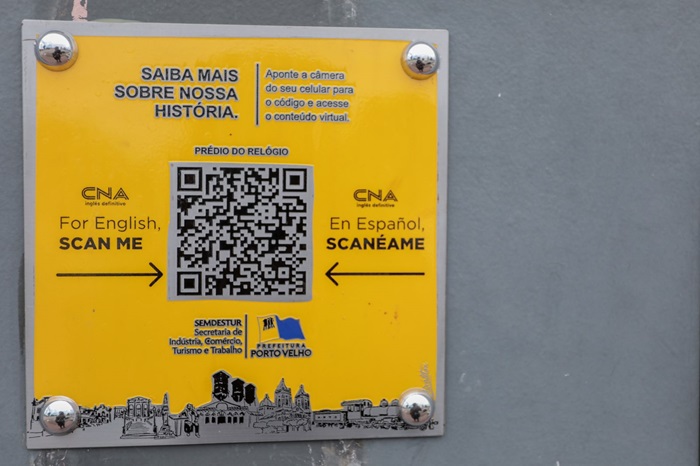 SAIBA MAIS
SOBRE NOSSA
HISTÓRIA.
Aponte a câmera
do seu celular para
o código e acesse
o conteúdo virtual.
PRÉDIO DO RELÓGIO
CNA
inglês definitivo
For English,
SCAN ME
CNA
inglês definitivo
En Español,
SCANÉAME
SEMDESTUR
Secretaria de
Indústria, Comércio,
Turismo e Trabalho
PREFEITURA
PORTO VELHO